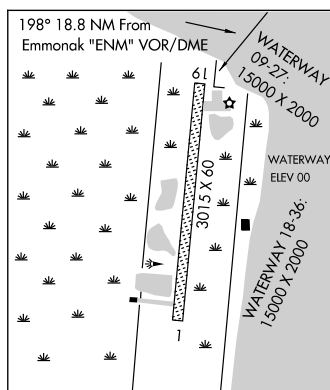 198° 18.8 NM From
Emmonak "ENM" VOR/DME
WATERWAY
09-27:
15000 X 2000
19
3015 X 60
WATERWAY
ELEV 00
WATERWAY 18-36:
15000 X 2000
1